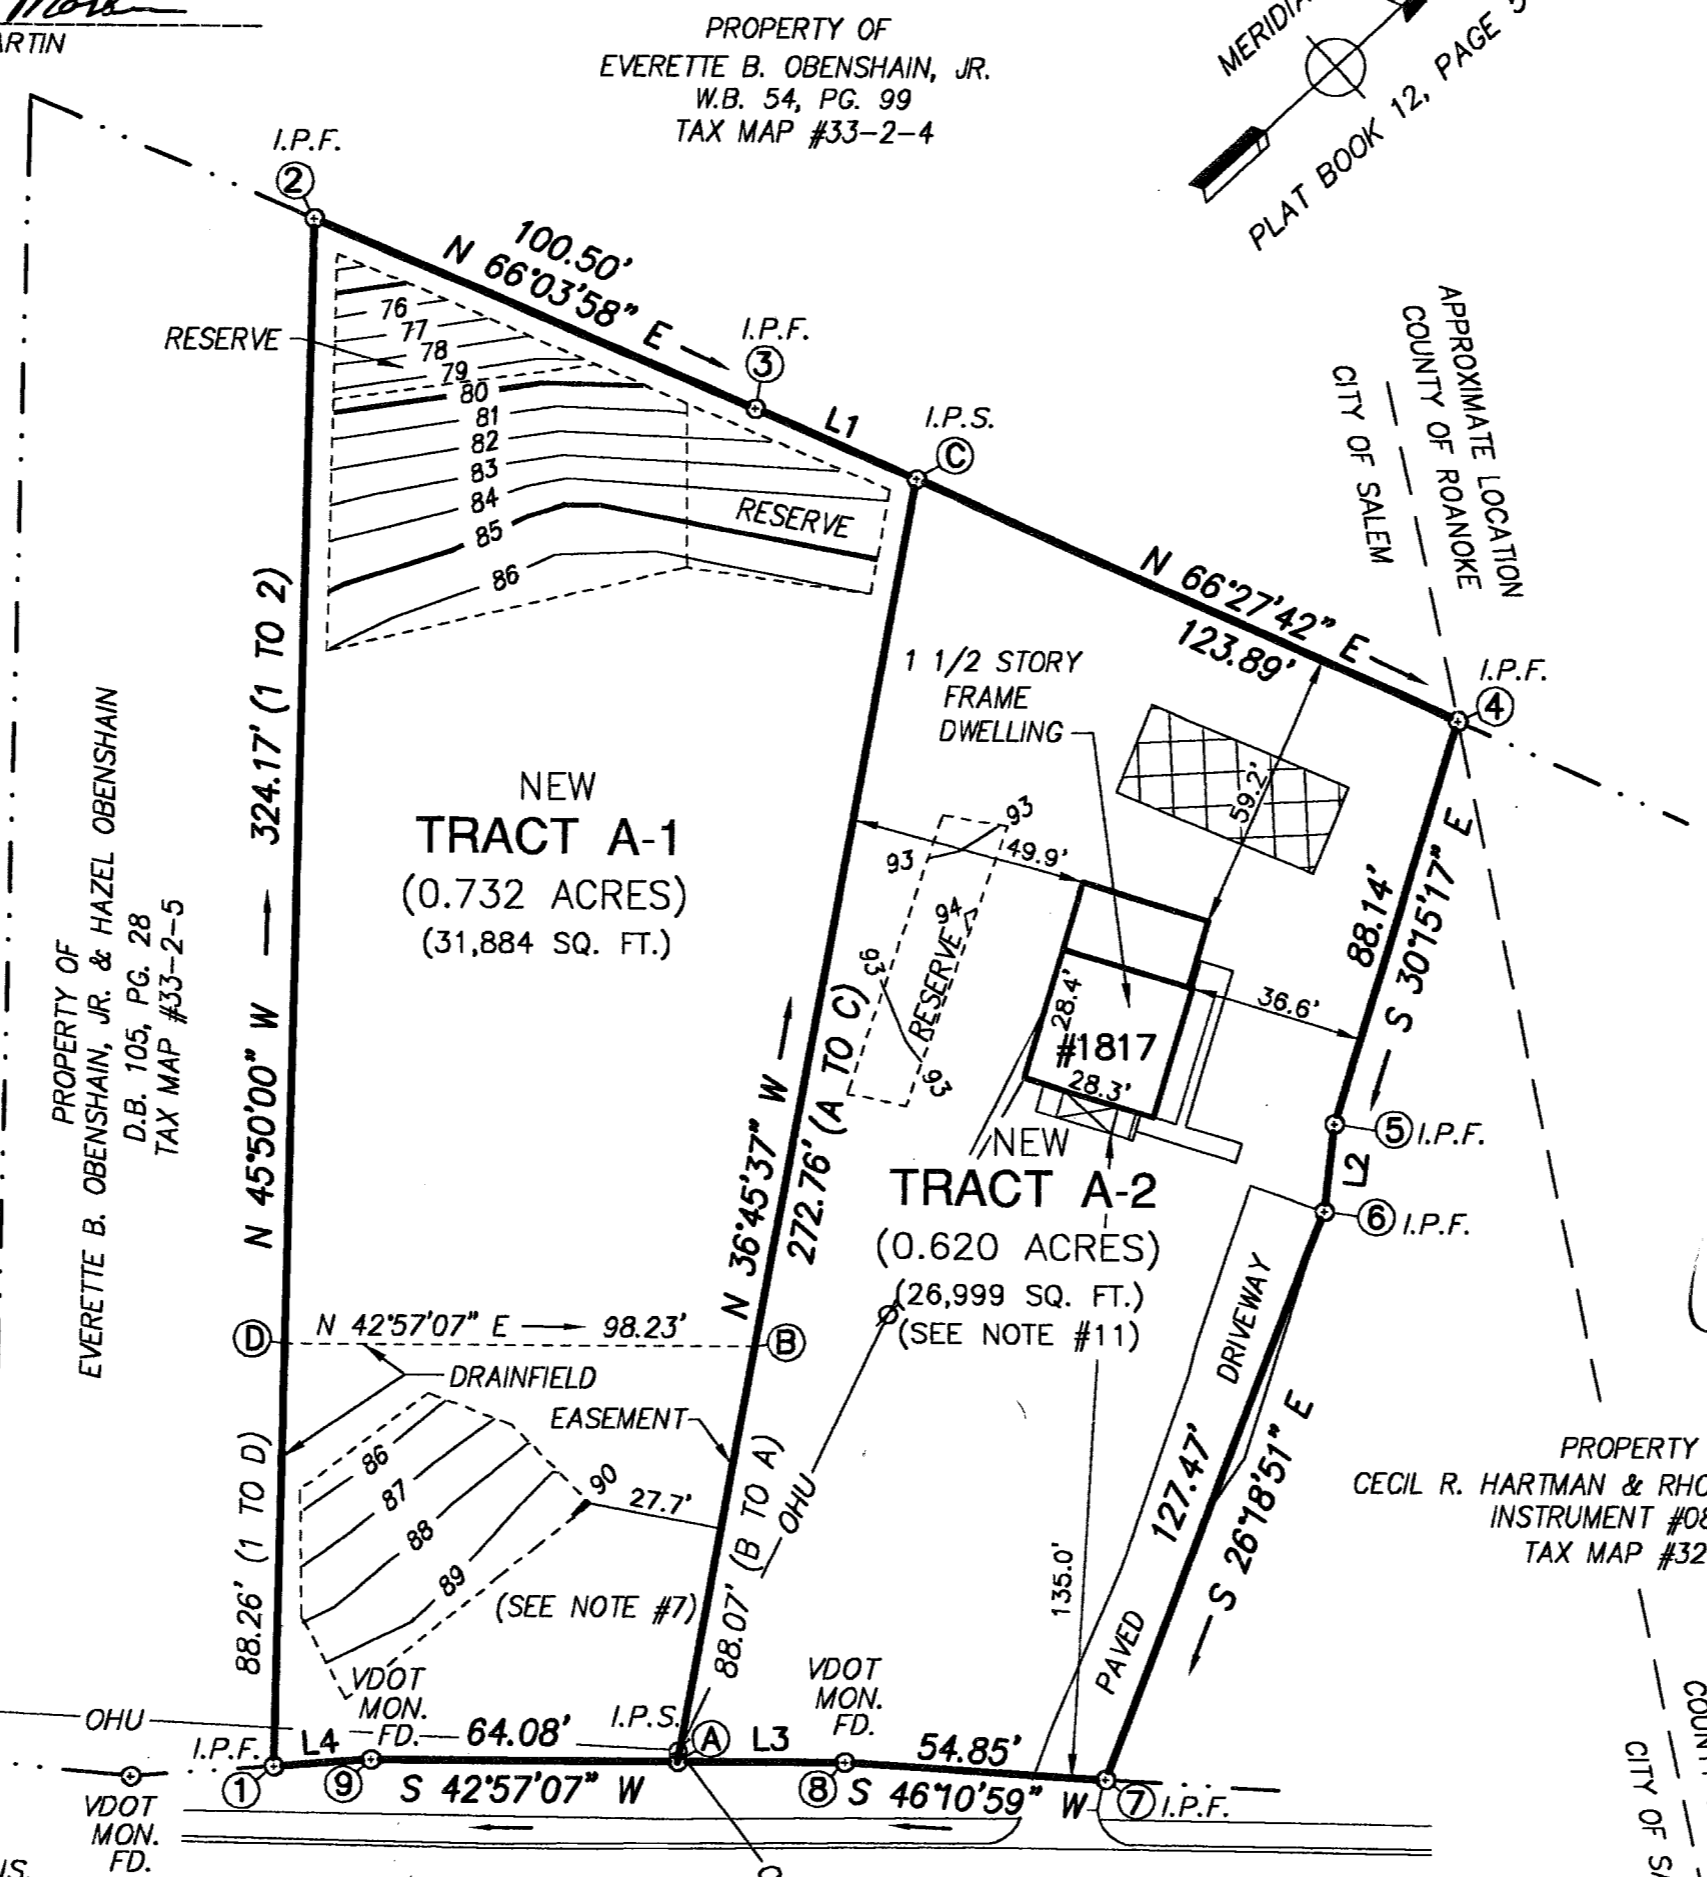 ARTIN
PROPERTY OF
EVERETTE B. OBENSHAIN, JR.
W.B. 54, PG. 99
TAX MAP #33-2-4
PLAT BOOK 12, PAGE
I.P.F.
2
100.50'
N 66°03'58" E
I.P.F.
3
L1
I.P.S.
C
APPROXIMATE LOCATION
COUNTY OF ROANOKE
CITY OF SALEM
RESERVE
76
77
78
79
80
81
82
83
84
85
86
RESERVE
N 66°27'42" E
123.89'
I.P.F.
4
1 1/2 STORY
FRAME
DWELLING
59.2'
49.9'
93
93
94
93
93
RESERVE
36.6'
28.4'
#1817
28.3'
88.14'
S 30°15'17" E
5 I.P.F.
L2
6 I.P.F.
PROPERTY OF
EVERETTE B. OBENSHAIN, JR. & HAZEL OBENSHAIN
D.B. 105, PG. 28
TAX MAP #33-2-5
N 45°50'00" W
324.17' (1 TO 2)
NEW
TRACT A-1
(0.732 ACRES)
(31,884 SQ. FT.)
N 36°45'37" W
272.76' (A TO C)
NEW
TRACT A-2
(0.620 ACRES)
(26,999 SQ. FT.)
(SEE NOTE #11)
D
N 42°57'07" E
98.23'
B
DRAINFIELD
EASEMENT
88.26' (1 TO D)
86
87
88
89
90
27.7'
(SEE NOTE #7)
88.07' (B TO A)
OHU
135.0'
PAVED
DRIVEWAY
127.47'
S 26°18'51" E
PROPERTY
CECIL R. HARTMAN &
INSTRUMENT
TAX MAP #32
OHU
I.P.F.
1
L4
VDOT
MON.
FD.
9
64.08'
S 42°57'07" W
I.P.S.
A
L3
VDOT
MON.
FD.
8
54.85'
S 46°10'59" W
7 I.P.F.
VDOT
MON.
FD.
COUNTY
CITY OF